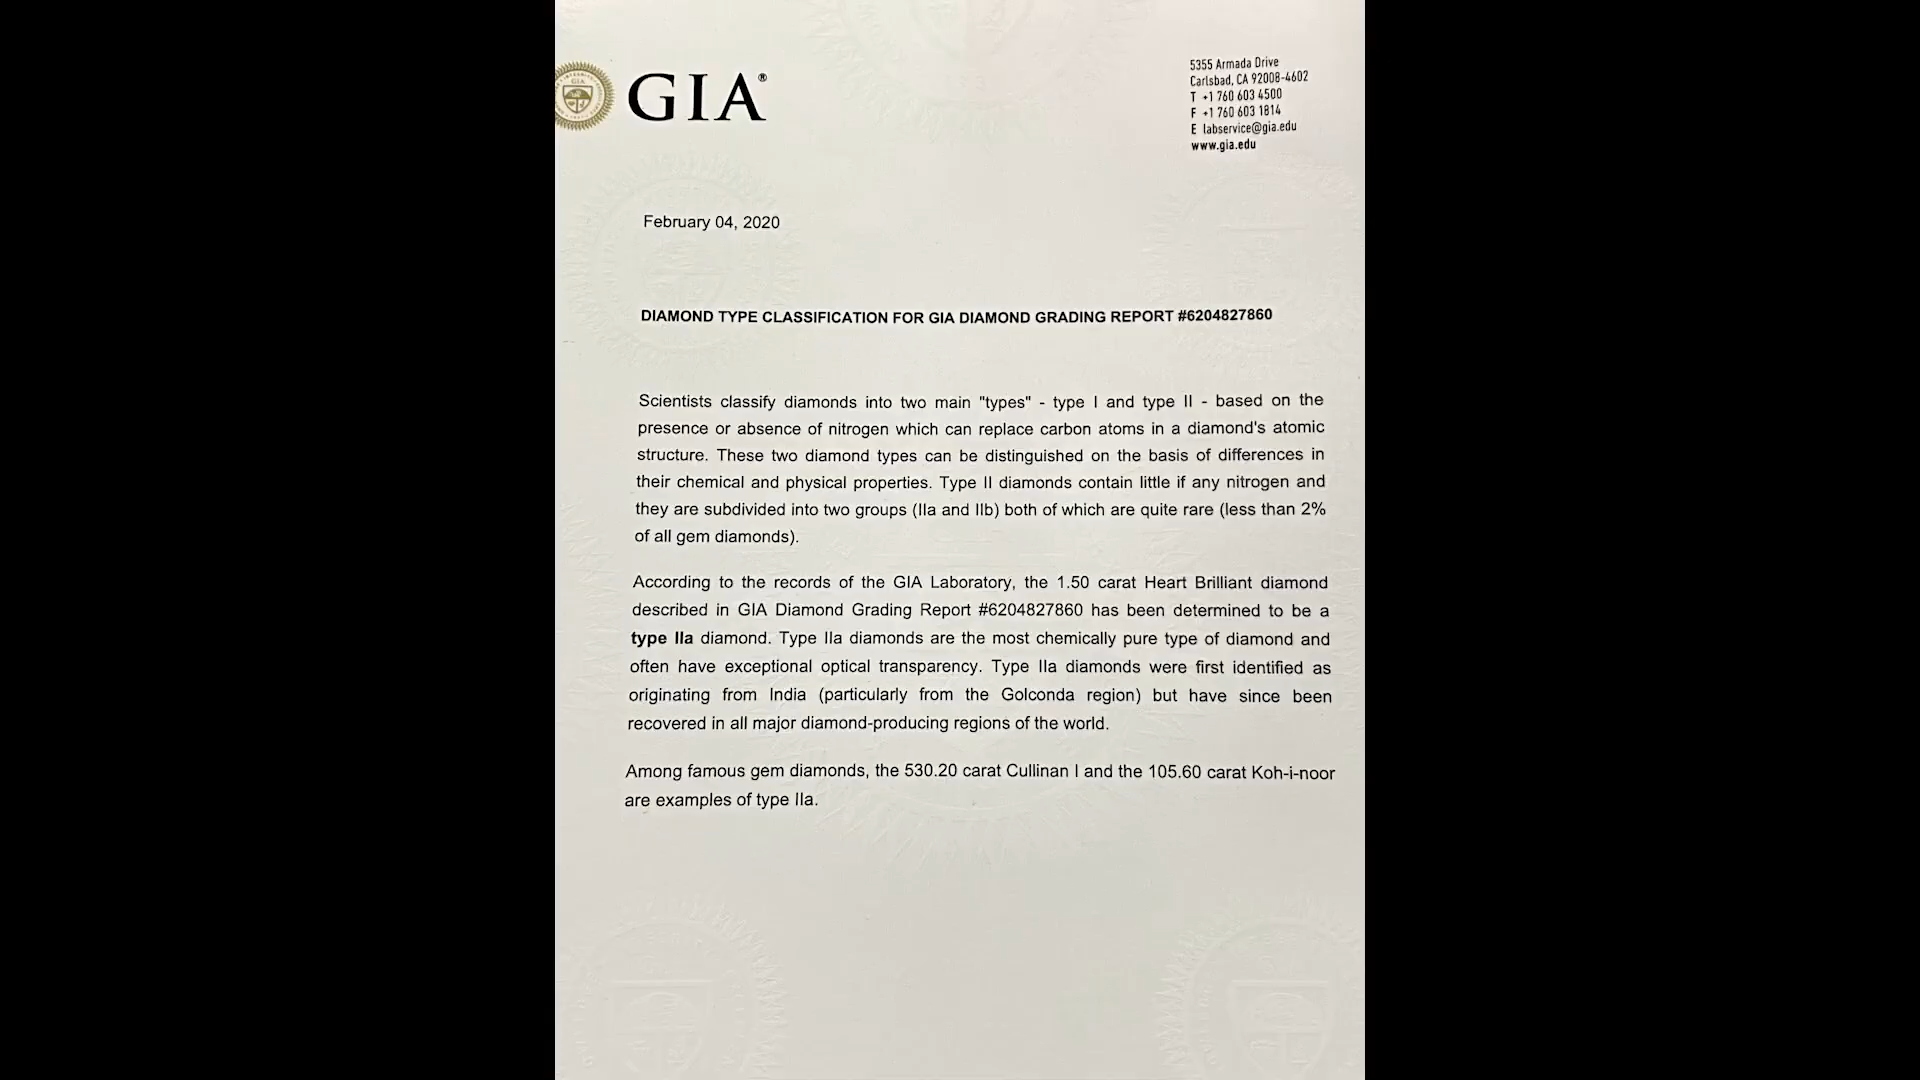 GIA®
5355 Armada Drive
Carlsbad, CA 92008-4602
T +1 760 603 4500
F +1 760 603 1814
E labservice@gia.edu
www.gia.edu
February 04, 2020
DIAMOND TYPE CLASSIFICATION FOR GIA DIAMOND GRADING REPORT #6204827860
Scientists classify diamonds into two main "types" - type I and type II - based on the
presence or absence of nitrogen which can replace carbon atoms in a diamond's atomic
structure. These two diamond types can be distinguished on the basis of differences in
their chemical and physical properties. Type II diamonds contain little if any nitrogen and
they are subdivided into two groups (IIa and IIb) both of which are quite rare (less than 2%
of all gem diamonds).
According to the records of the GIA Laboratory, the 1.50 carat Heart Brilliant diamond
described in GIA Diamond Grading Report #6204827860 has been determined to be a
type IIa diamond. Type IIa diamonds are the most chemically pure type of diamond and
often have exceptional optical transparency. Type IIa diamonds were first identified as
originating from India (particularly from the Golconda region) but have since been
recovered in all major diamond-producing regions of the world.
Among famous gem diamonds, the 530.20 carat Cullinan I and the 105.60 carat Koh-i-noor
are examples of type IIa.